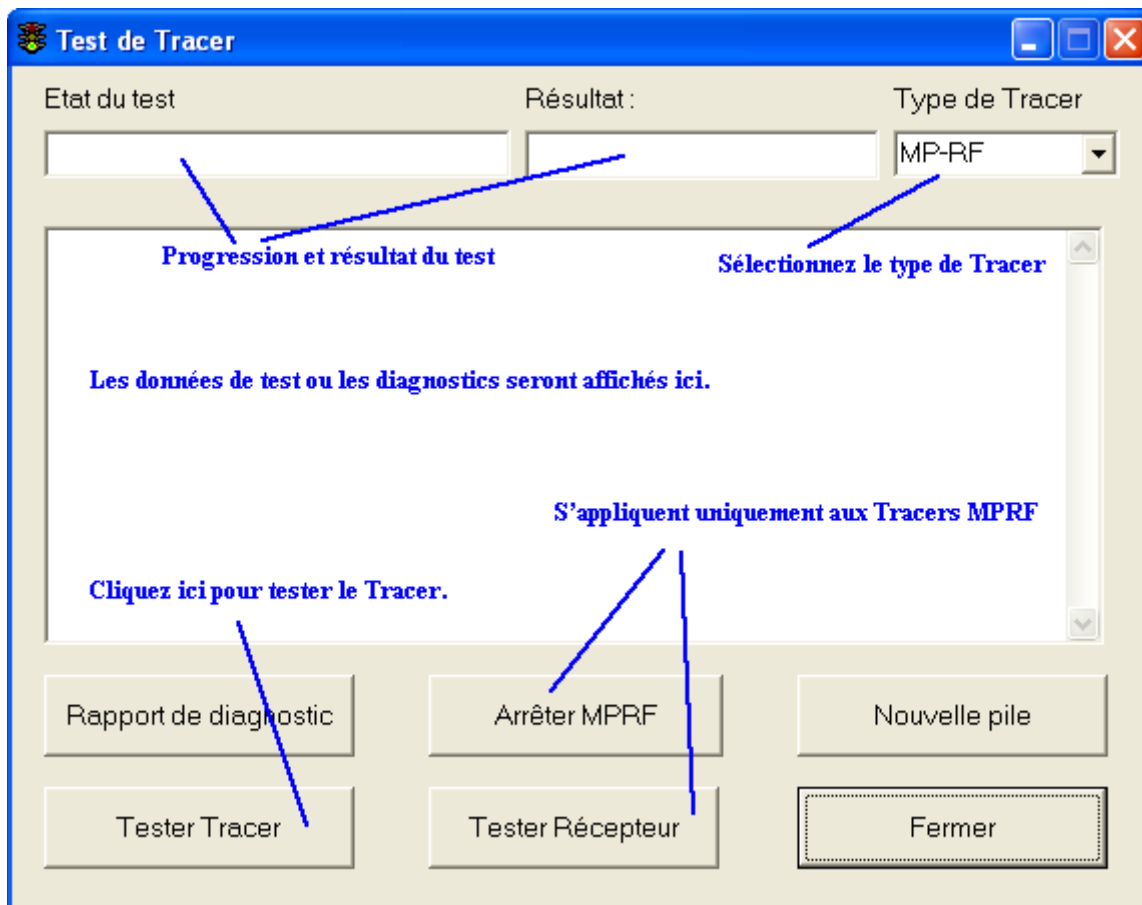 Test de Tracer
Etat du test
Résultat :
Type de Tracer
MP-RF
Progression et résultat du test
Sélectionnez le type de Tracer
Les données de test ou les diagnostics seront affichés ici.
S’appliquent uniquement aux Tracers MPRF
Cliquez ici pour tester le Tracer.
Rapport de diagnostic
Arrêter MPRF
Nouvelle pile
Tester Tracer
Tester Récepteur
Fermer